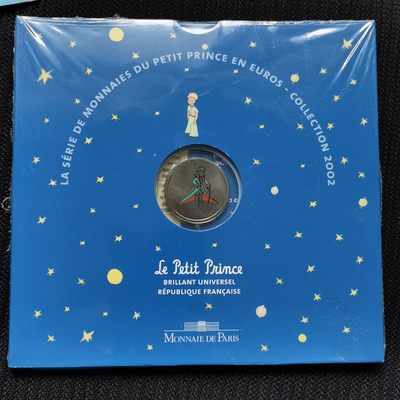 LA SÉRIE DE MONNAIES DU PETIT PRINCE EN EUROS - COLLECTION 2002
Le Petit Prince
BRILLANT UNIVERSEL
RÉPUBLIQUE FRANÇAISE
MONNAIE DE PARIS